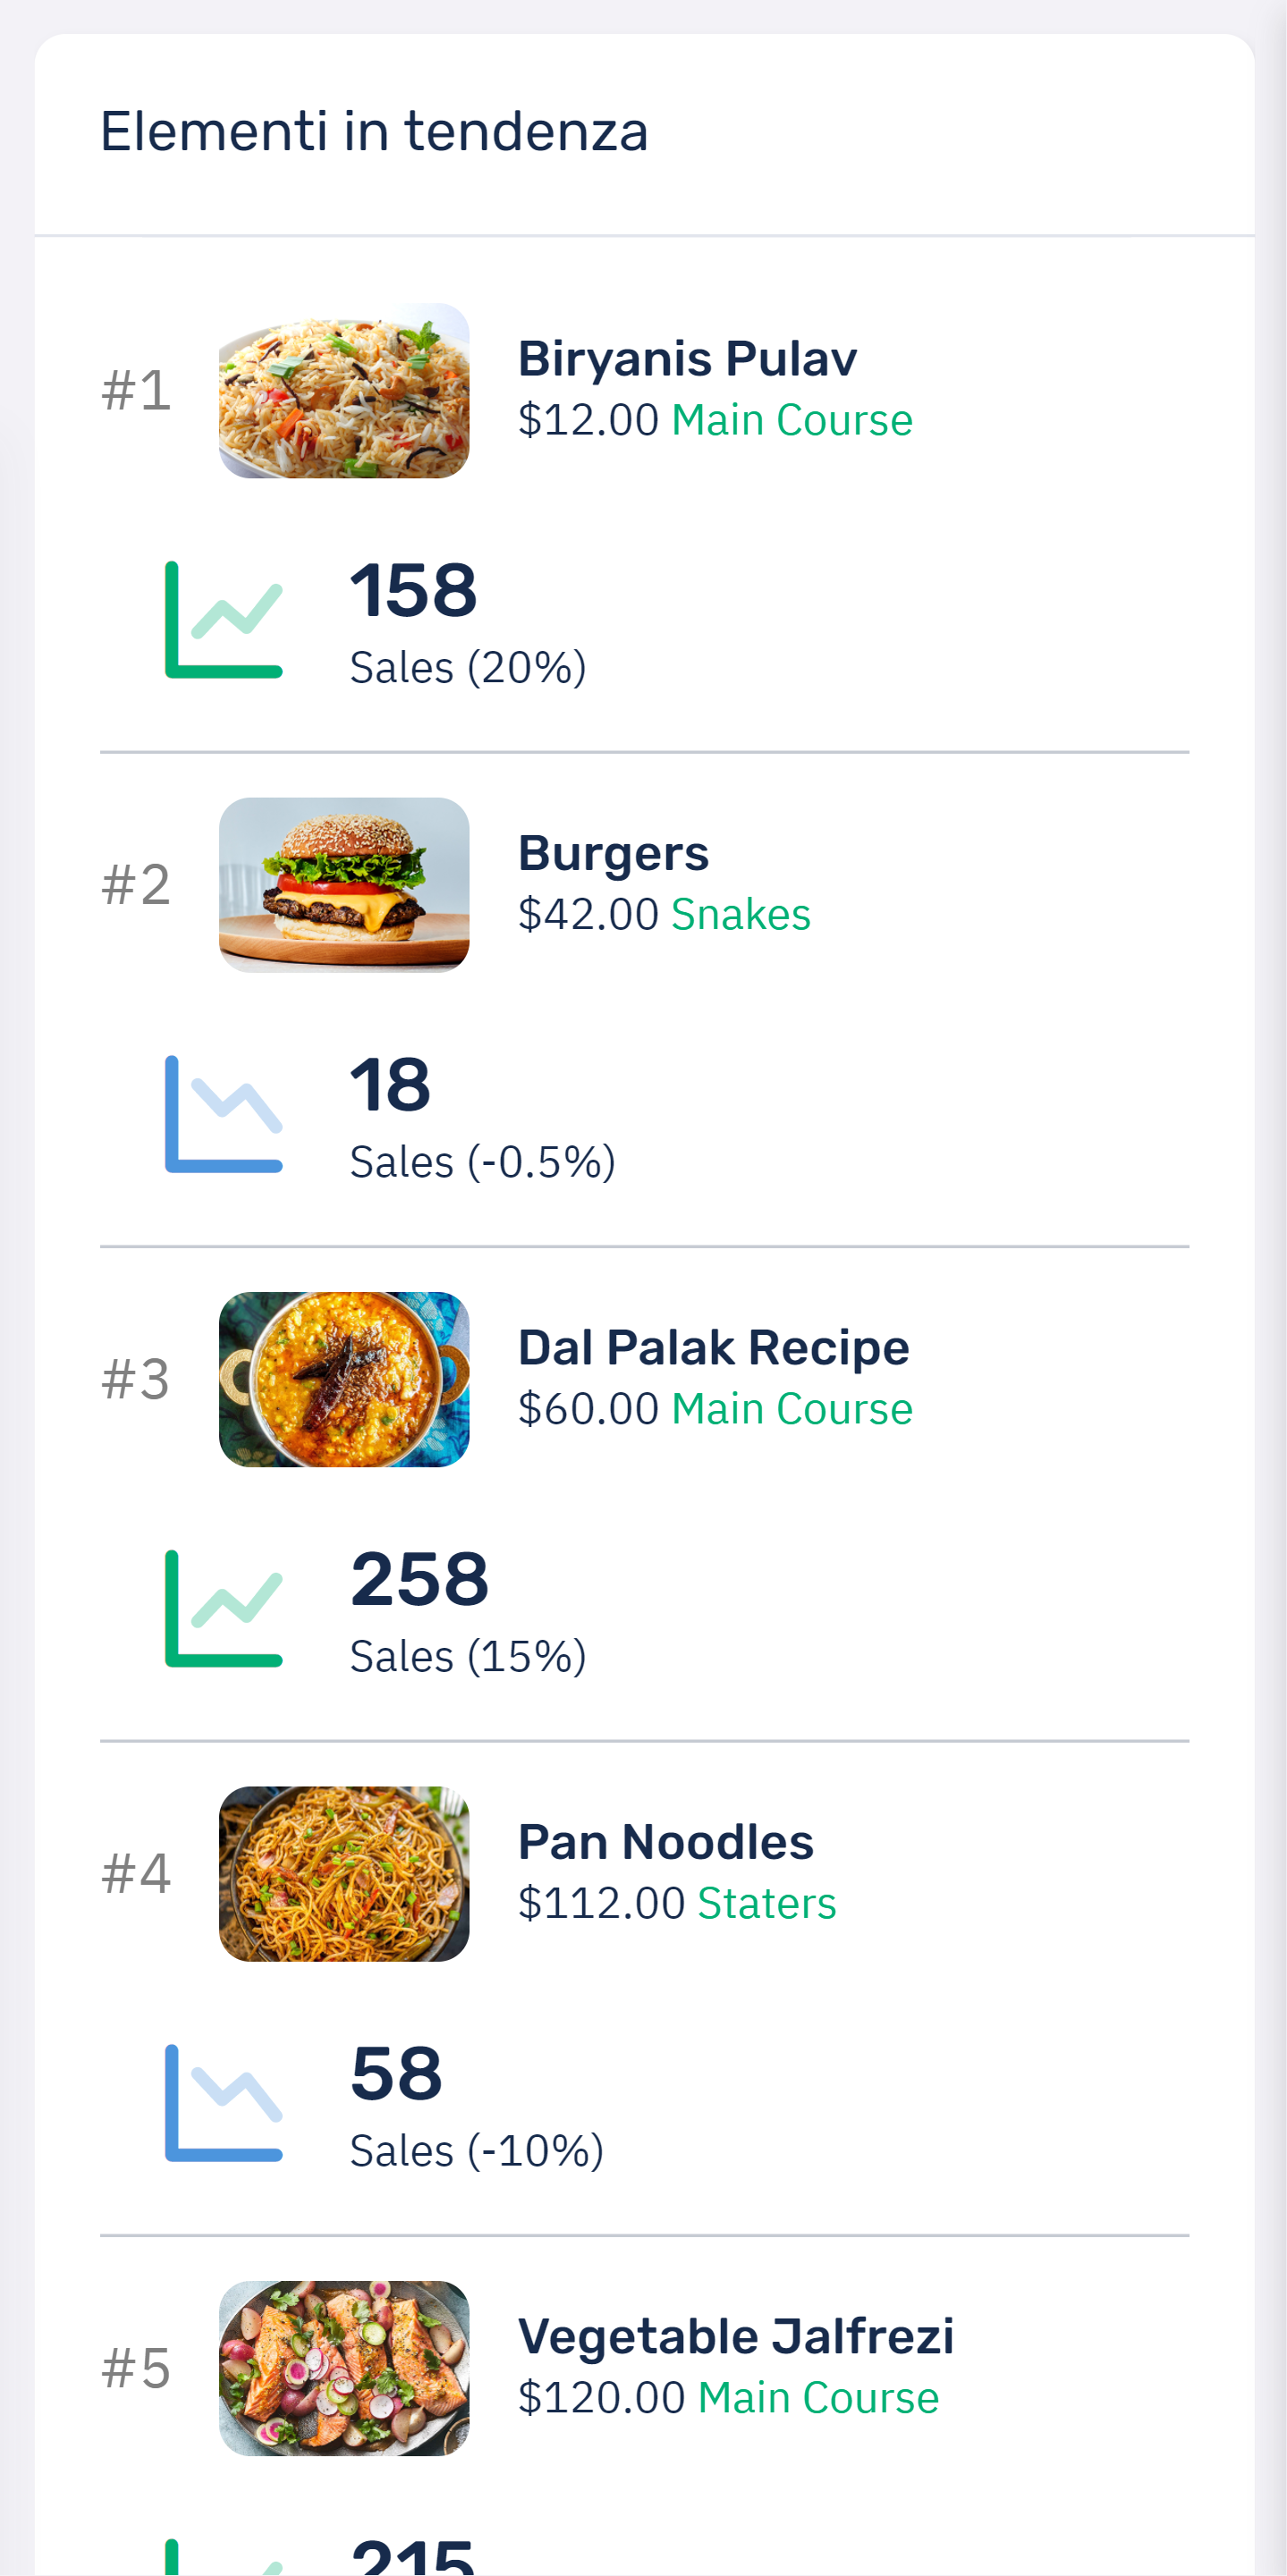 Elementi in tendenza
#1
Biryanis Pulav
$12.00 Main Course
158
Sales (20%)
#2
Burgers
$42.00 Snakes
18
Sales (-0.5%)
#3
Dal Palak Recipe
$60.00 Main Course
258
Sales (15%)
#4
Pan Noodles
$112.00 Staters
58
Sales (-10%)
#5
Vegetable Jalfrezi
$120.00 Main Course
215